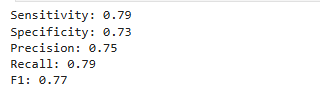 Sensitivity: 0.79
Specificity: 0.73
Precision: 0.75
Recall: 0.79
F1: 0.77